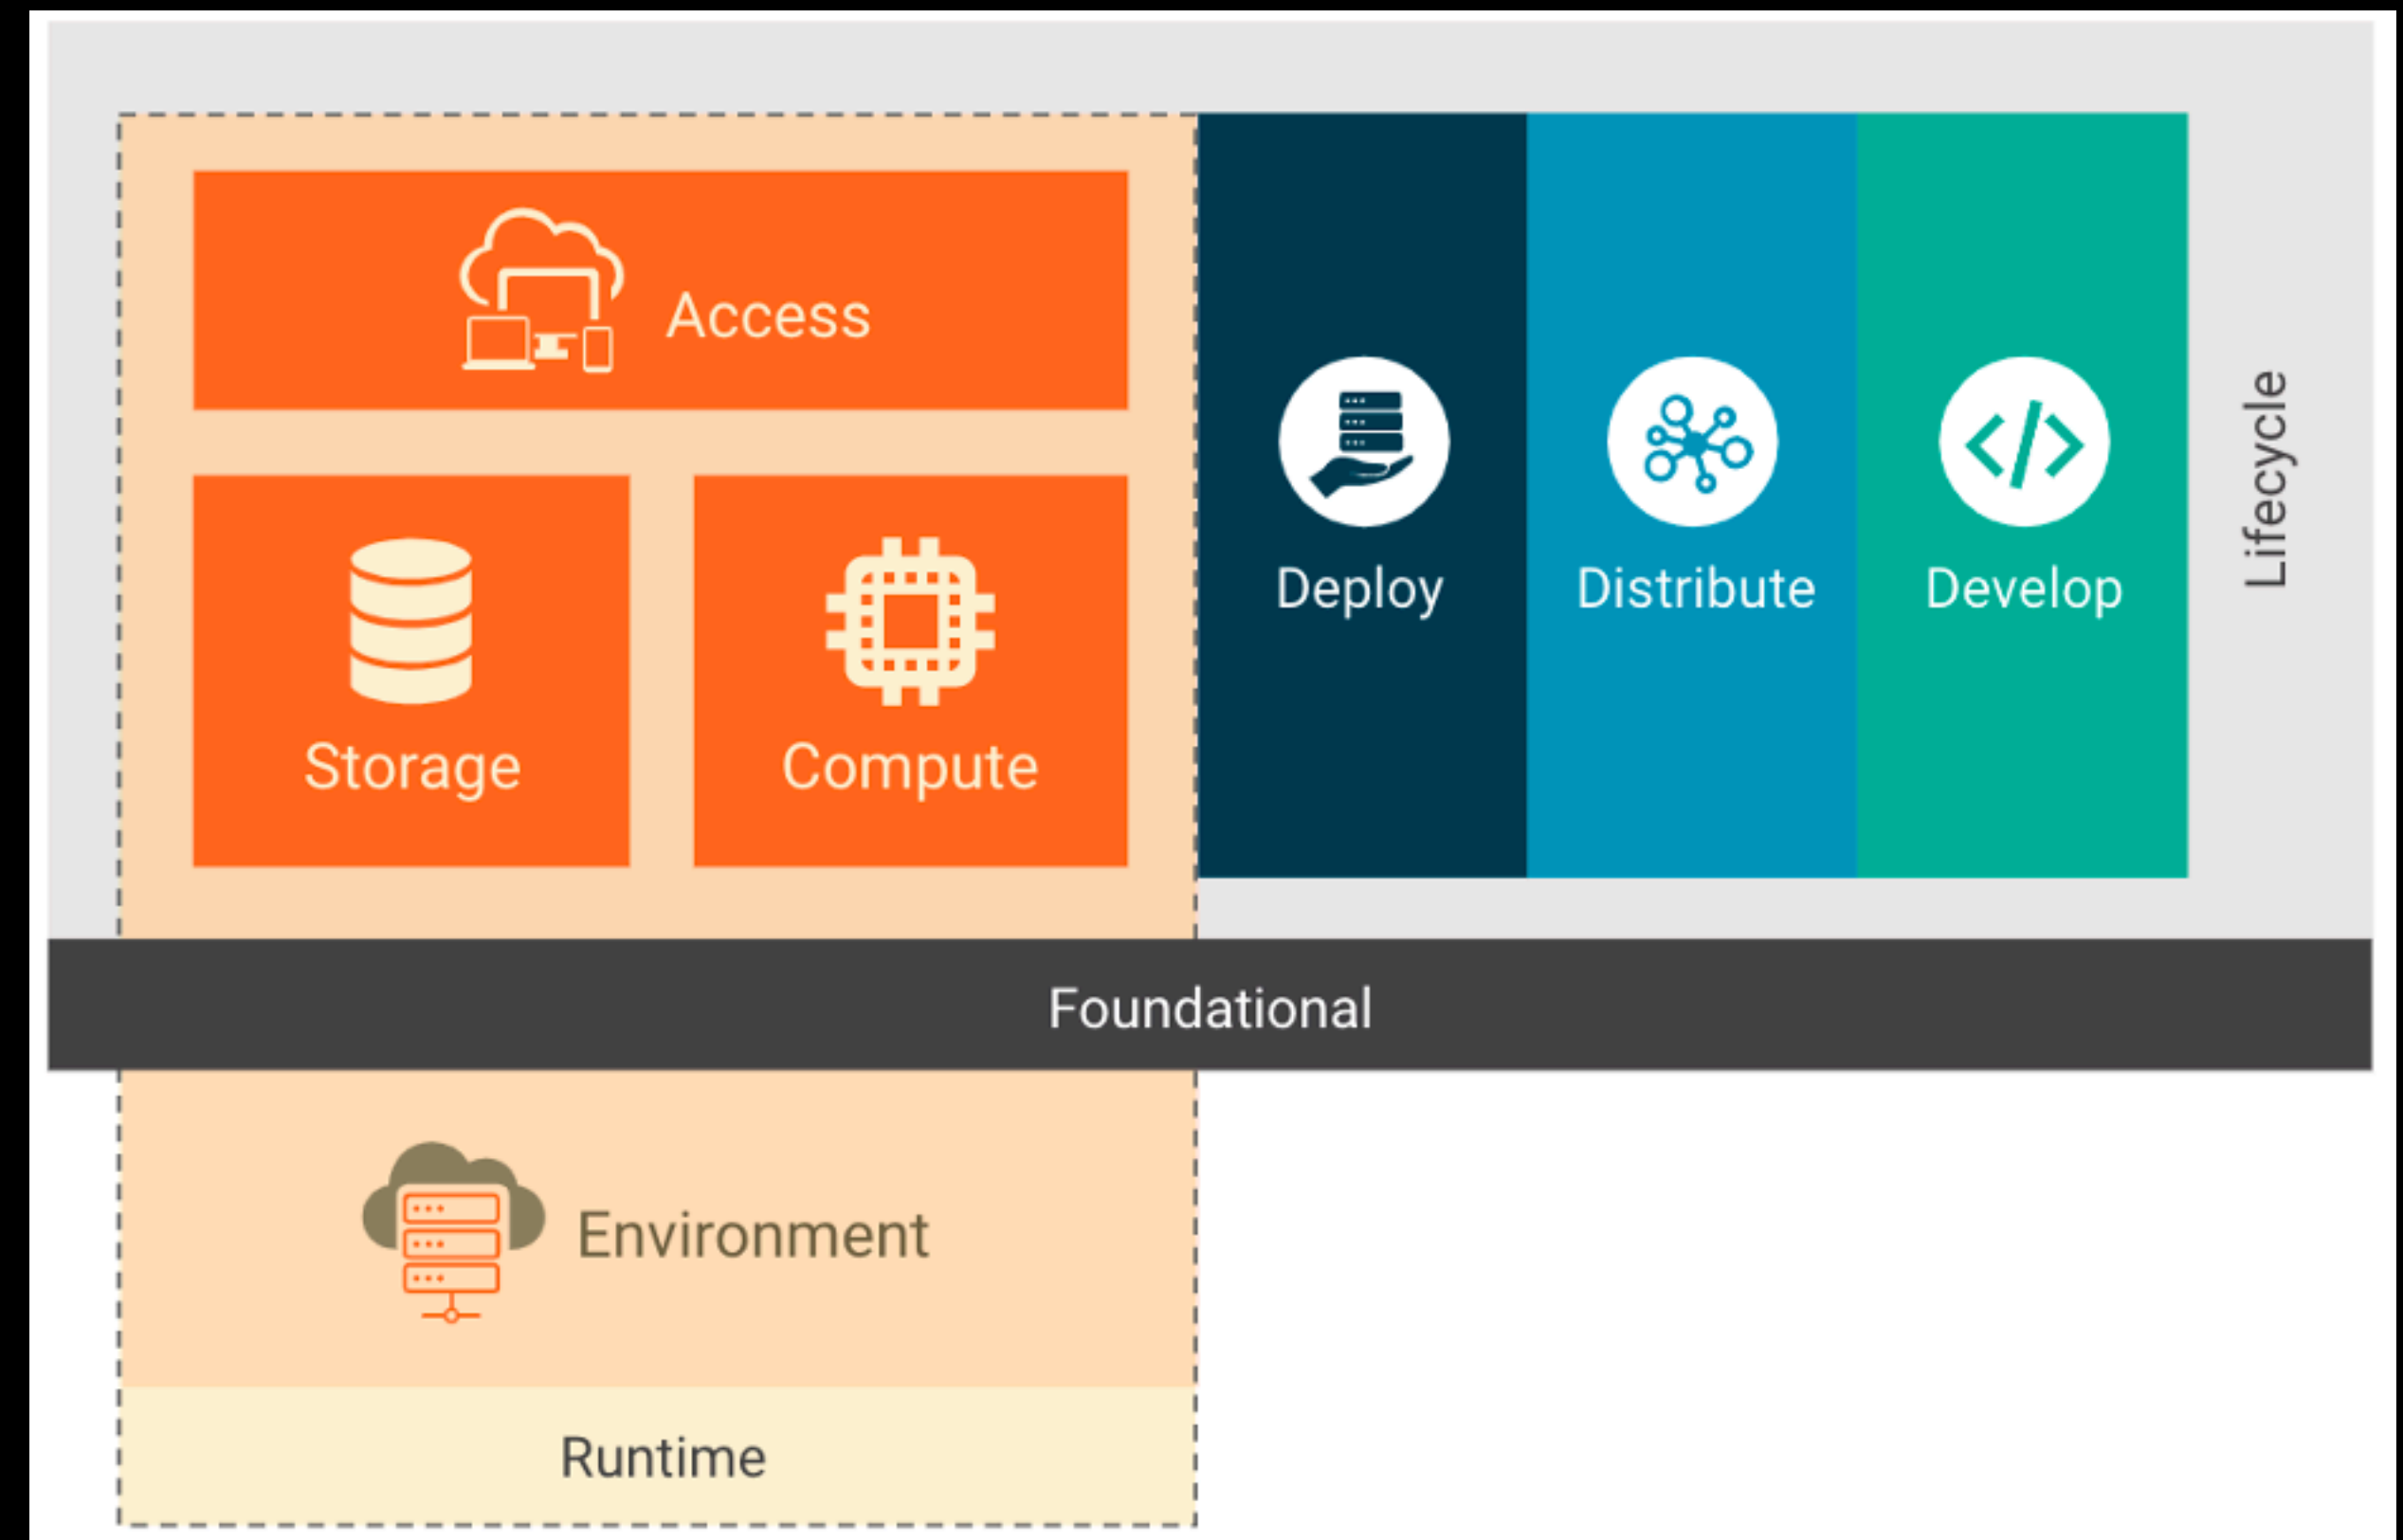 Access
Storage
Compute
Deploy
Distribute
Develop
Lifecycle
Foundational
Environment
Runtime